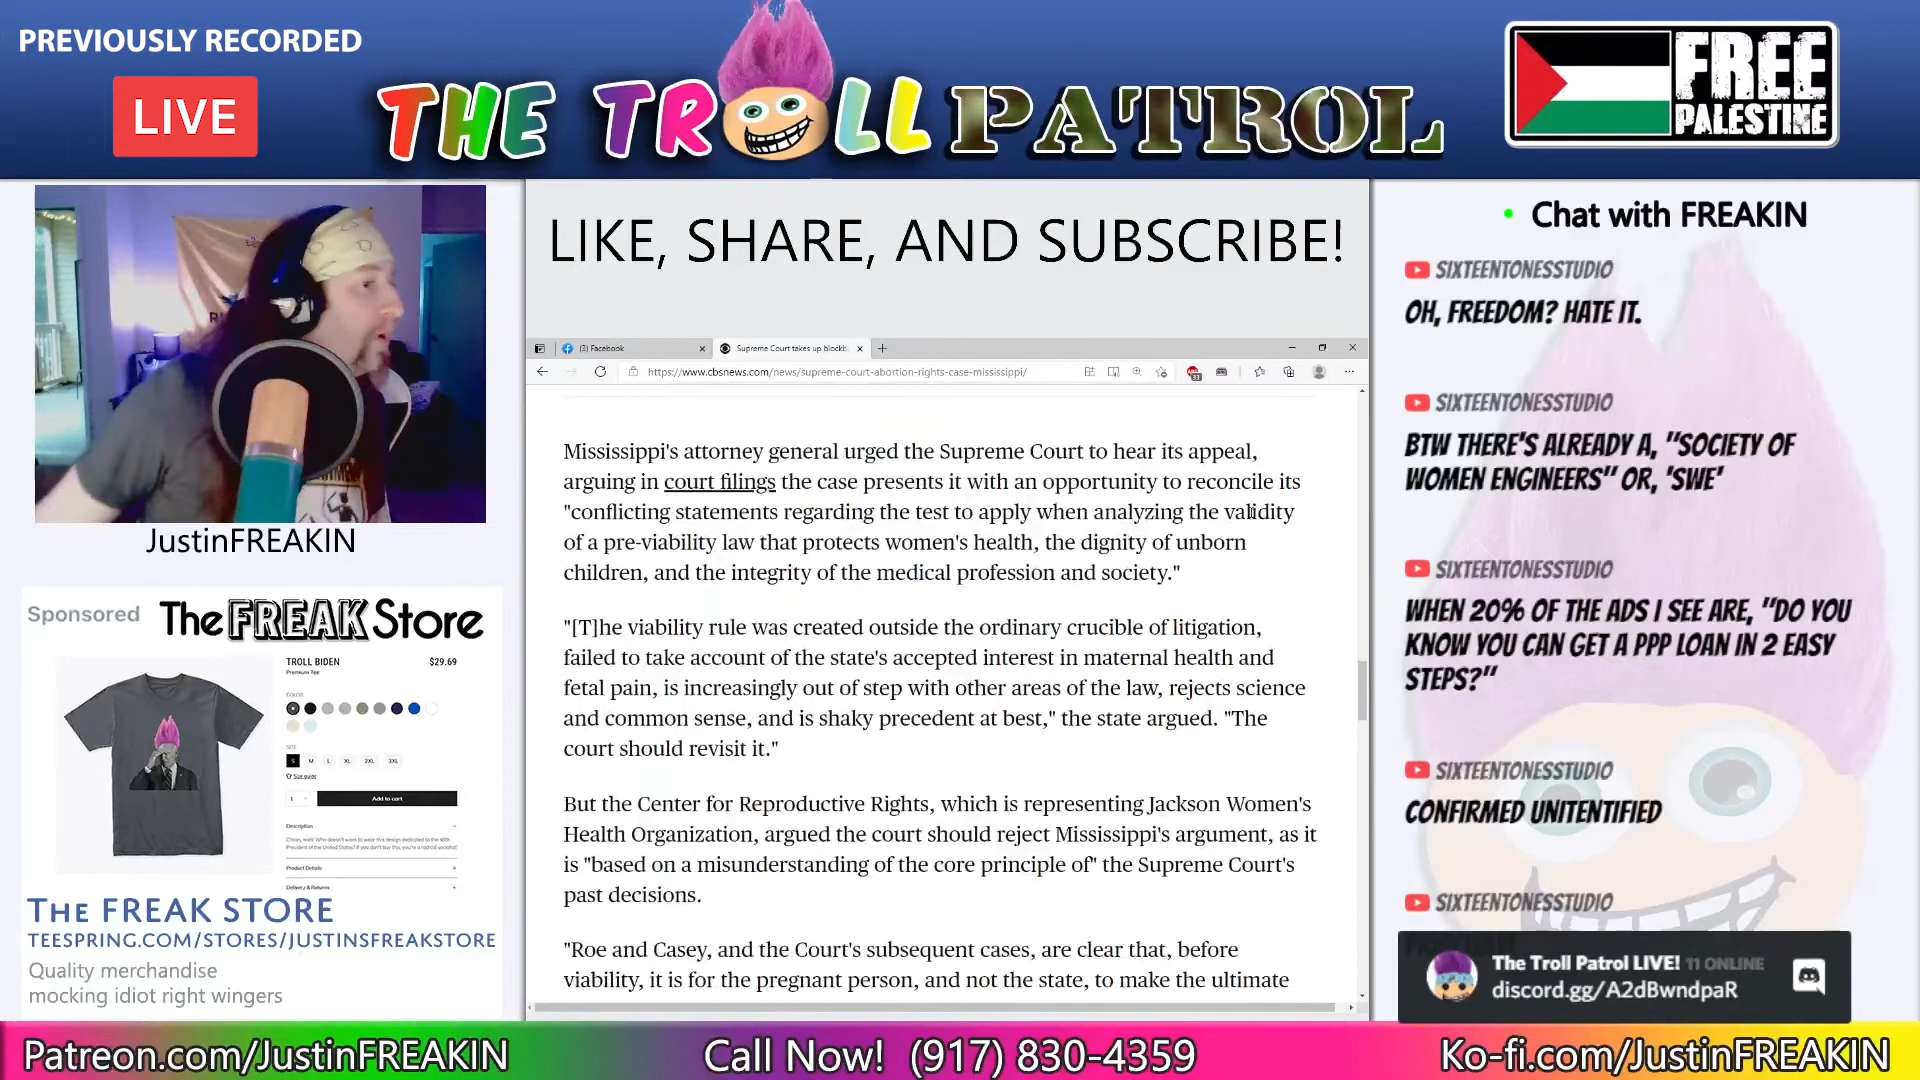 PREVIOUSLY RECORDED
LIVE
THE TROLL PATROL
FREE
PALESTINE
JustinFREAKIN
Sponsored
The FREAK Store
TROLL BIDEN
$29.69
Premium Tee
COLOR
SIZE
S M L XL 2XL 3XL
Size guide
1
Add to cart
Description
Product Details
Delivery & Returns
THE FREAK STORE
TEESPRING.COM/STORES/JUSTINSFREAKSTORE
Quality merchandise
mocking idiot right wingers
LIKE, SHARE, AND SUBSCRIBE!
(3) Facebook
Supreme Court takes up blockb
https://www.cbsnews.com/news/supreme-court-abortion-rights-case-mississippi/
Mississippi's attorney general urged the Supreme Court to hear its appeal,
arguing in court filings the case presents it with an opportunity to reconcile its
"conflicting statements regarding the test to apply when analyzing the validity
of a pre-viability law that protects women's health, the dignity of unborn
children, and the integrity of the medical profession and society."
"[T]he viability rule was created outside the ordinary crucible of litigation,
failed to take account of the state's accepted interest in maternal health and
fetal pain, is increasingly out of step with other areas of the law, rejects science
and common sense, and is shaky precedent at best," the state argued. "The
court should revisit it."
But the Center for Reproductive Rights, which is representing Jackson Women's
Health Organization, argued the court should reject Mississippi's argument, as it
is "based on a misunderstanding of the core principle of" the Supreme Court's
past decisions.
"Roe and Casey, and the Court's subsequent cases, are clear that, before
viability, it is for the pregnant person, and not the state, to make the ultimate
Chat with FREAKIN
SIXTEENTONESSTUDIO
OH, FREEDOM? HATE IT.
SIXTEENTONESSTUDIO
BTW THERE'S ALREADY A, "SOCIETY OF
WOMEN ENGINEERS" OR, 'SWE'
SIXTEENTONESSTUDIO
WHEN 20% OF THE ADS I SEE ARE, "DO YOU
KNOW YOU CAN GET A PPP LOAN IN 2 EASY
STEPS?"
SIXTEENTONESSTUDIO
CONFIRMED UNITENTIFIED
SIXTEENTONESSTUDIO
The Troll Patrol LIVE! 11 ONLINE
discord.gg/A2dBwndpaR
Patreon.com/JustinFREAKIN
Call Now! (917) 830-4359
Ko-fi.com/JustinFREAKIN